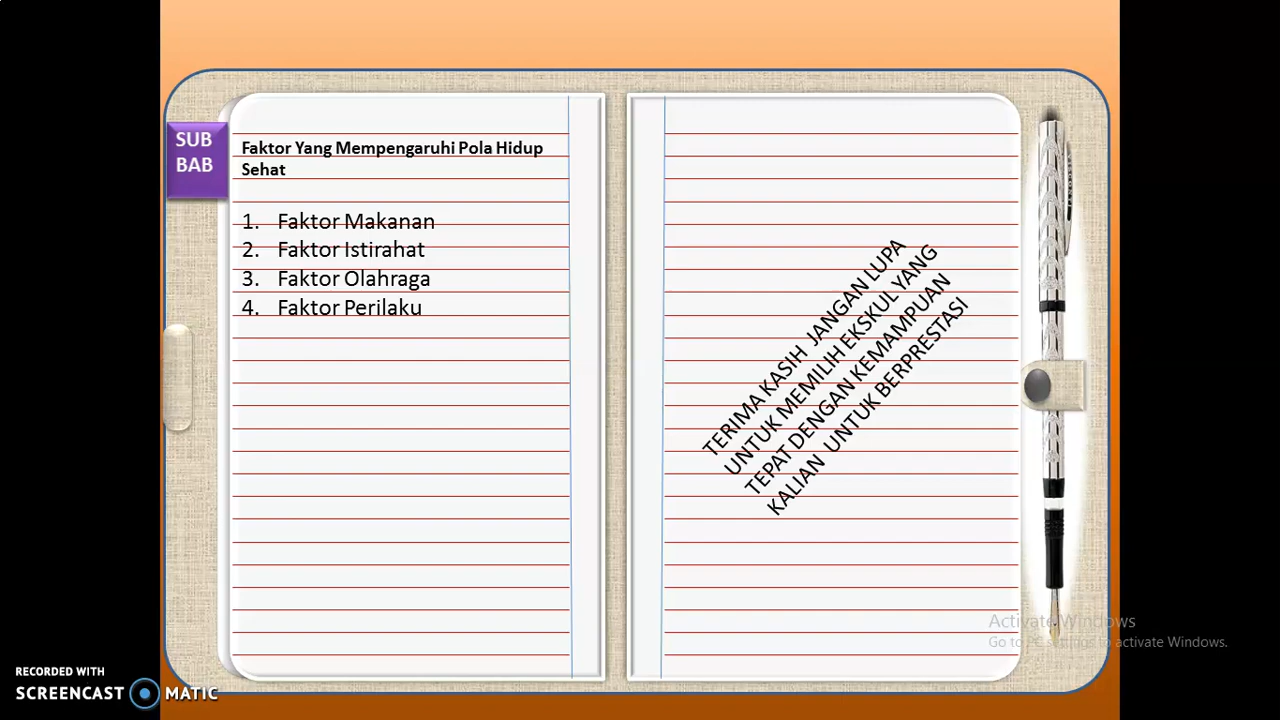 SUB
BAB
Faktor Yang Mempengaruhi Pola Hidup
Sehat
1. Faktor Makanan
2. Faktor Istirahat
3. Faktor Olahraga
4. Faktor Perilaku
TERIMA KASIH JANGAN LUPA
UNTUK MEMILIH EKSKUL YANG
TEPAT DENGAN KEMAMPUAN
KALIAN UNTUK BERPRESTASI
Activate Windows
Go to PC settings to activate Windows.
RECORDED WITH
SCREENCAST MATIC